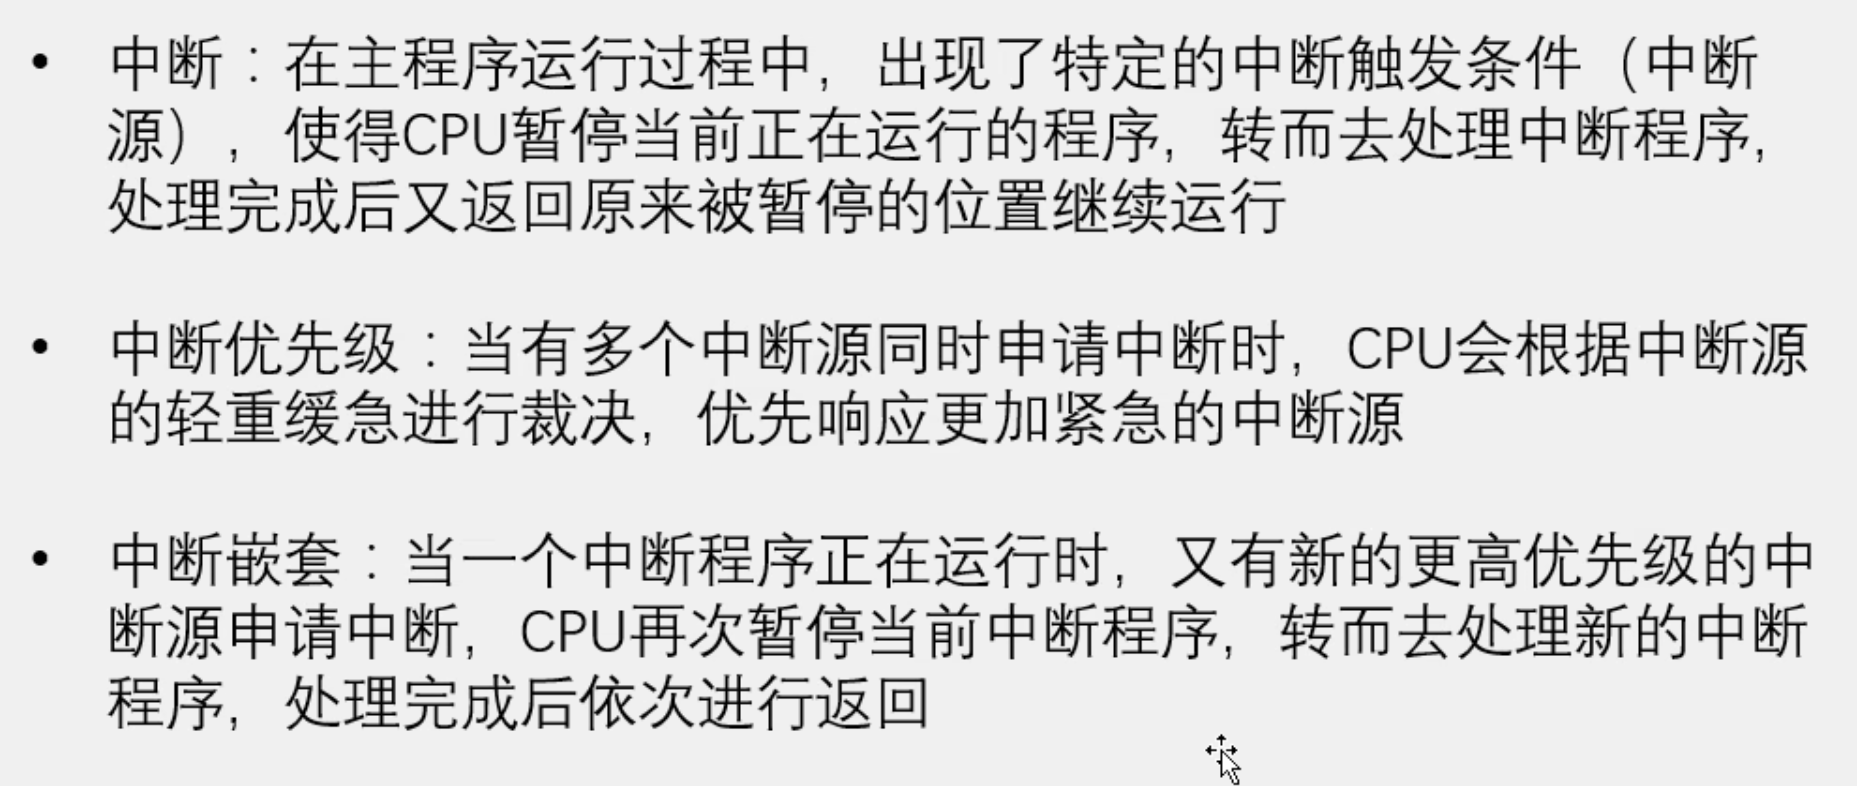 • 中断：在主程序运行过程中，出现了特定的中断触发条件（中断
源），使得CPU暂停当前正在运行的程序，转而去处理中断程序，
处理完成后又返回原来被暂停的位置继续运行
• 中断优先级：当有多个中断源同时申请中断时，CPU会根据中断源
的轻重缓急进行裁决，优先响应更加紧急的中断源
• 中断嵌套：当一个中断程序正在运行时，又有新的更高优先级的中
断源申请中断，CPU再次暂停当前中断程序，转而去处理新的中断
程序，处理完成后依次进行返回